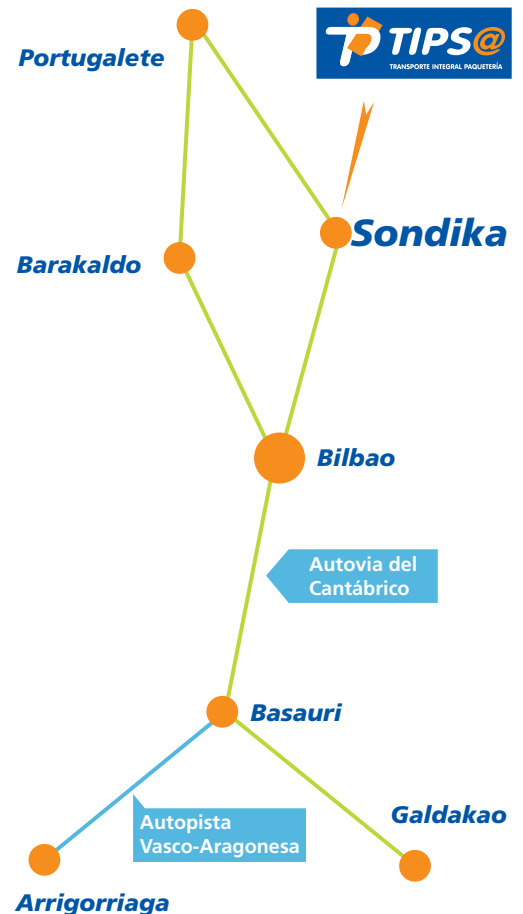 Portugalete
TIPS@
TRANSPORTE INTEGRAL PAQUETERÍA
Sondika
Barakaldo
Bilbao
Autovia del
Cantábrico
Basauri
Galdakao
Autopista
Vasco-Aragonesa
Arrigorriaga